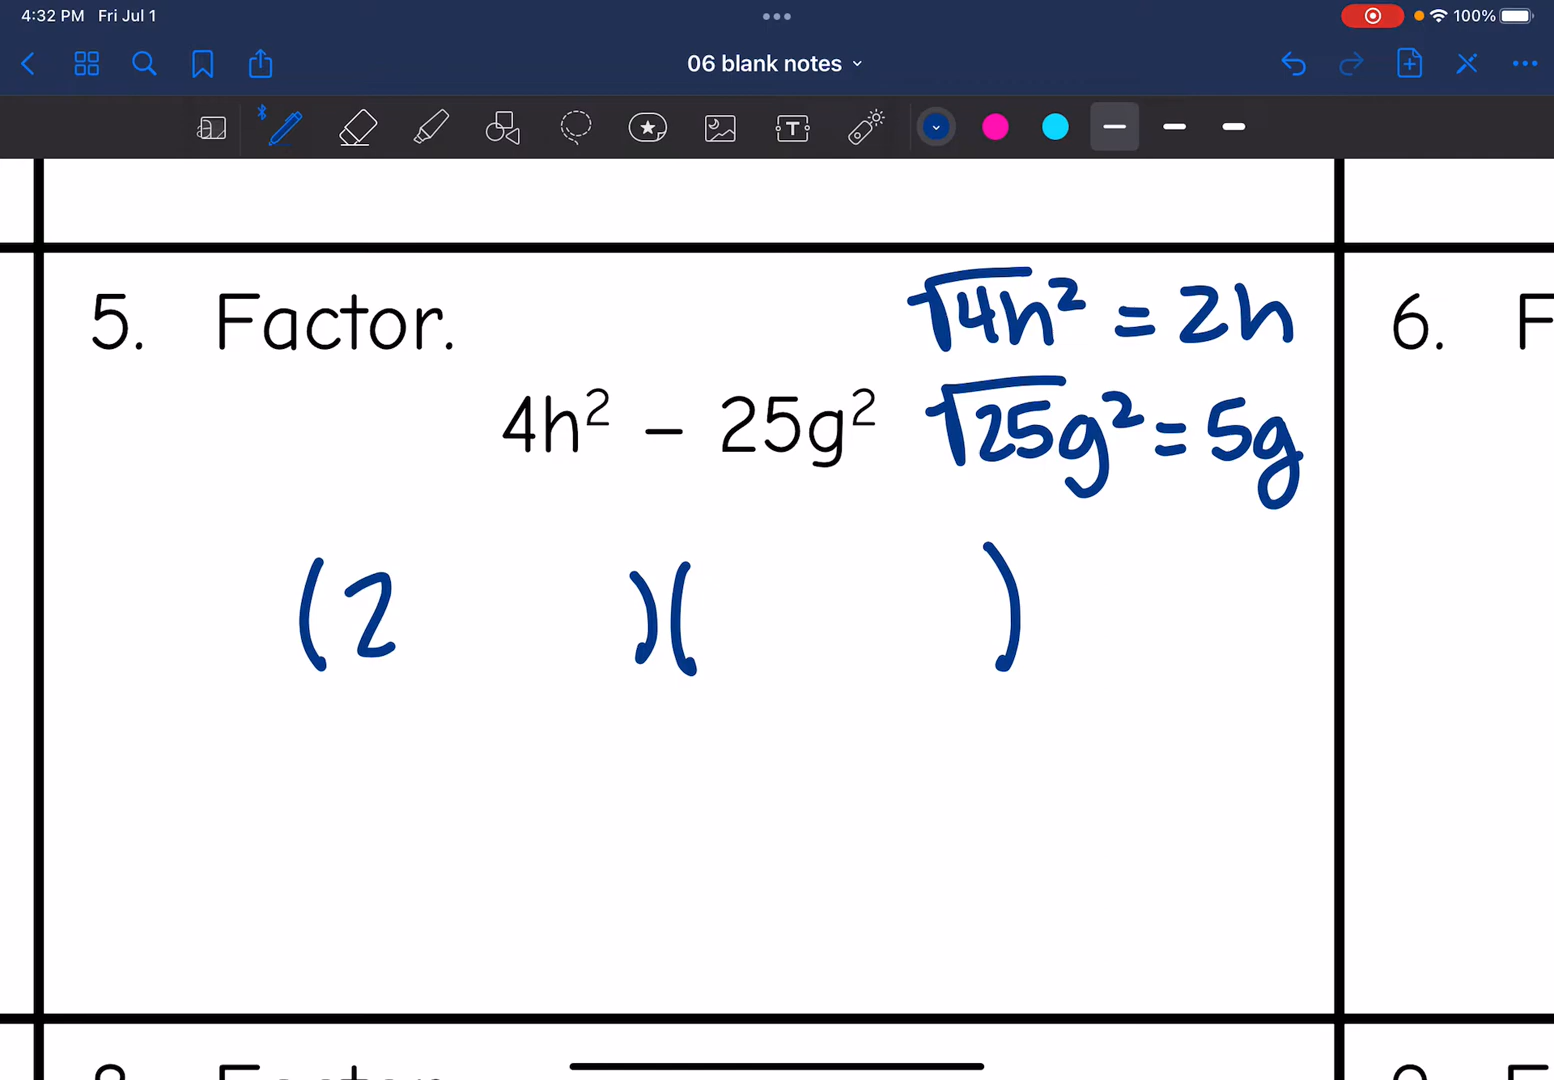 4:32 PM Fri Jul 1
100%
06 blank notes
5. Factor.
√4h² = 2h
6. F
4h² – 25g²
√25g² = 5g
(2 )( )